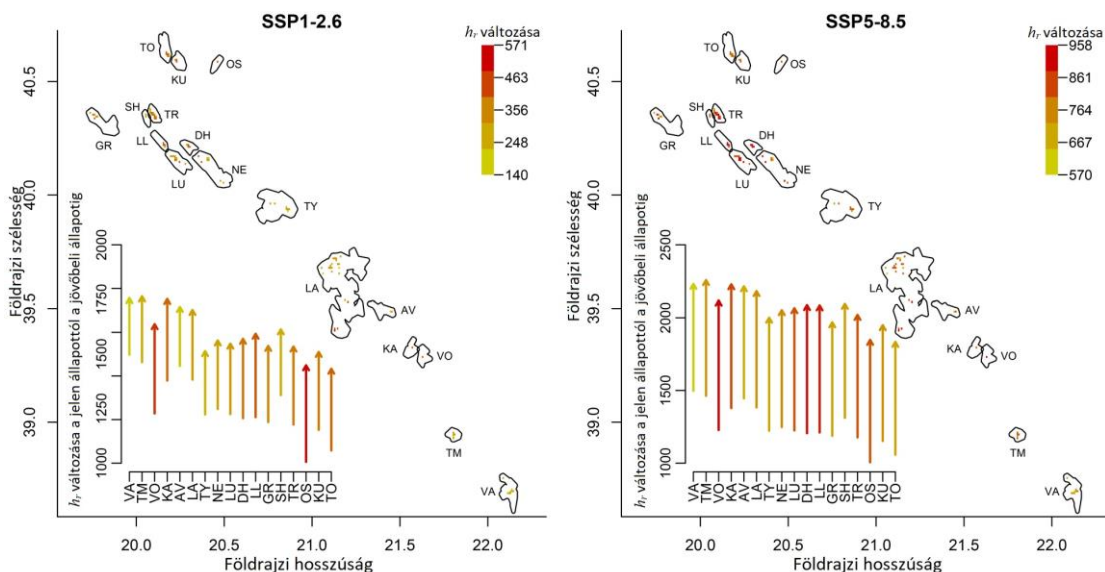 SSP1-2.6
SSP5-8.5
hᵣ változása
571
463
356
248
140
TO
KU
OS
SH
TR
GR
LL
DH
LU
NE
TY
LA
AV
KA
VO
TM
VA
Földrajzi szélesség
40.5
40.0
39.5
39.0
hᵣ változása a jelen állapottól a jövőbeli állapotig
2000
1750
1500
1250
1000
VA
TM
VO
KA
AV
LA
TY
NE
LU
DH
LL
GR
SH
TR
OS
KU
TO
20.0 20.5 21.0 21.5 22.0
Földrajzi hosszúság
hᵣ változása
958
861
764
667
570
TO
KU
OS
SH
TR
GR
LL
DH
LU
NE
TY
LA
AV
KA
VO
TM
VA
Földrajzi szélesség
40.5
40.0
39.5
39.0
hᵣ változása a jelen állapottól a jövőbeli állapotig
2500
2000
1500
1000
VA
TM
VO
KA
AV
LA
TY
NE
LU
DH
LL
GR
SH
TR
OS
KU
TO
20.0 20.5 21.0 21.5 22.0
Földrajzi hosszúság